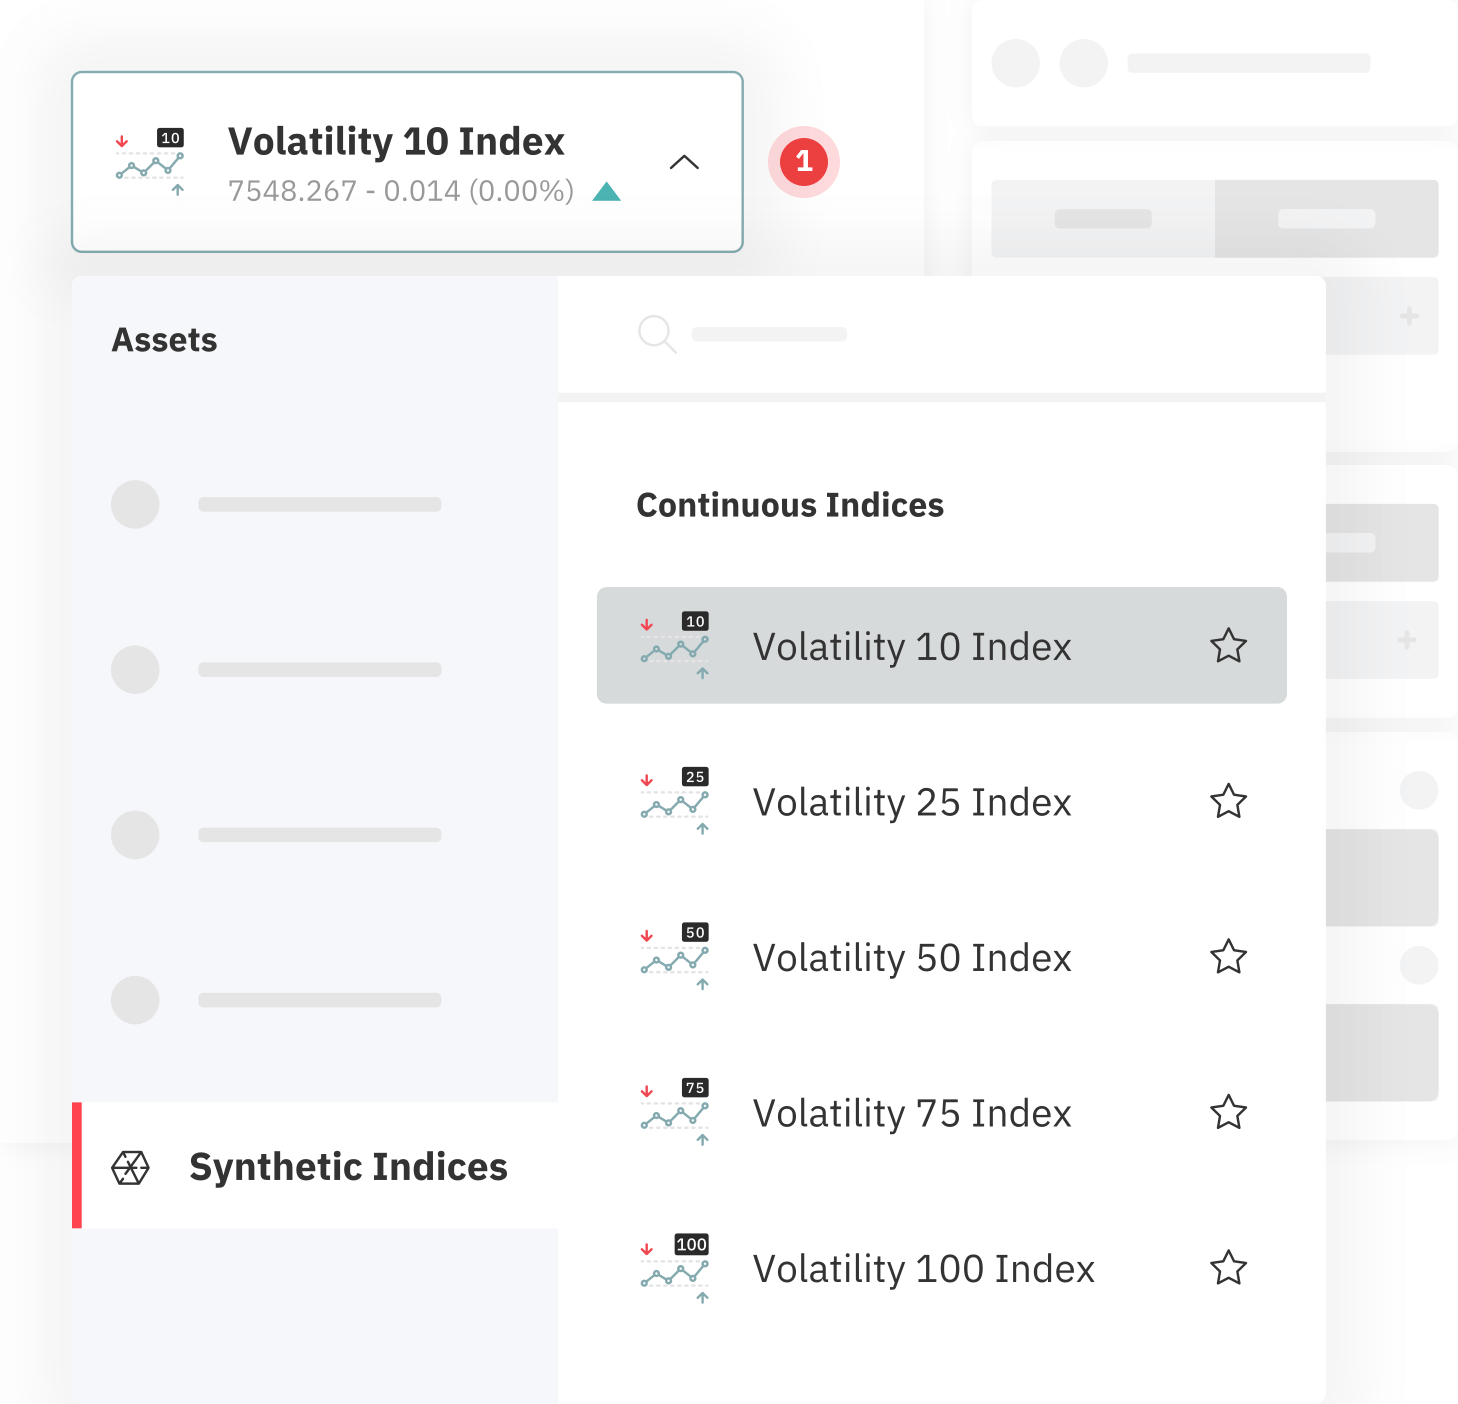 10
Volatility 10 Index
7548.267 - 0.014 (0.00%)
1
Assets
Continuous Indices
10
Volatility 10 Index
25
Volatility 25 Index
50
Volatility 50 Index
75
Volatility 75 Index
Synthetic Indices
100
Volatility 100 Index